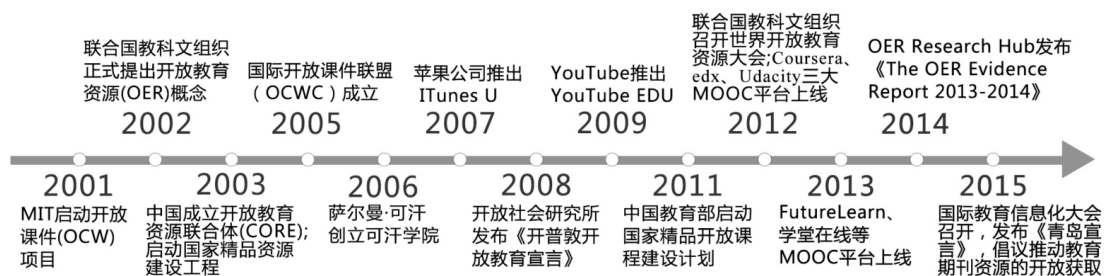 联合国教科文组织
正式提出开放教育
资源(OER)概念
2002
国际开放课件联盟
（OCWC）成立
2005
苹果公司推出
ITunes U
2007
YouTube推出
YouTube EDU
2009
联合国教科文组织
召开世界开放教育
资源大会;Coursera、
edx、Udacity三大
MOOC平台上线
2012
OER Research Hub发布
《The OER Evidence
Report 2013-2014》
2014
2001
MIT启动开放
课件(OCW)
项目
2003
中国成立开放教育
资源联合体(CORE);
启动国家精品资源
建设工程
2006
萨尔曼·可汗
创立可汗学院
2008
开放社会研究所
发布《开普敦开
放教育宣言》
2011
中国教育部启动
国家精品开放课
程建设计划
2013
FutureLearn、
学堂在线等
MOOC平台上线
2015
国际教育信息化大会
召开，发布《青岛宣
言》，倡议推动教育
期刊资源的开放获取